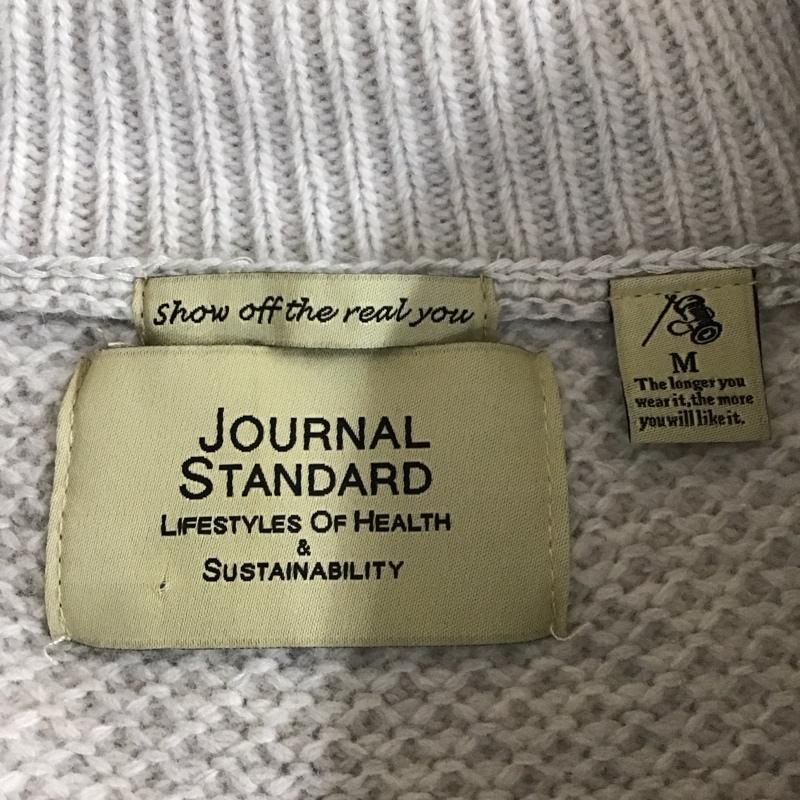 Show off the real you
JOURNAL
STANDARD
LIFESTYLES OF HEALTH
&
SUSTAINABILITY
M
The longer you
wear it, the more
you will like it.